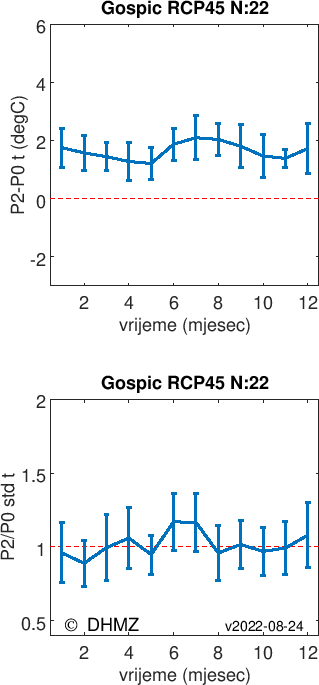 Gospic RCP45 N:22
6
4
2
0
-2
P2-P0 t (degC)
2 4 6 8 10 12
vrijeme (mjesec)
Gospic RCP45 N:22
2
1.5
1
0.5
P2/P0 std t
© DHMZ v2022-08-24
2 4 6 8 10 12
vrijeme (mjesec)